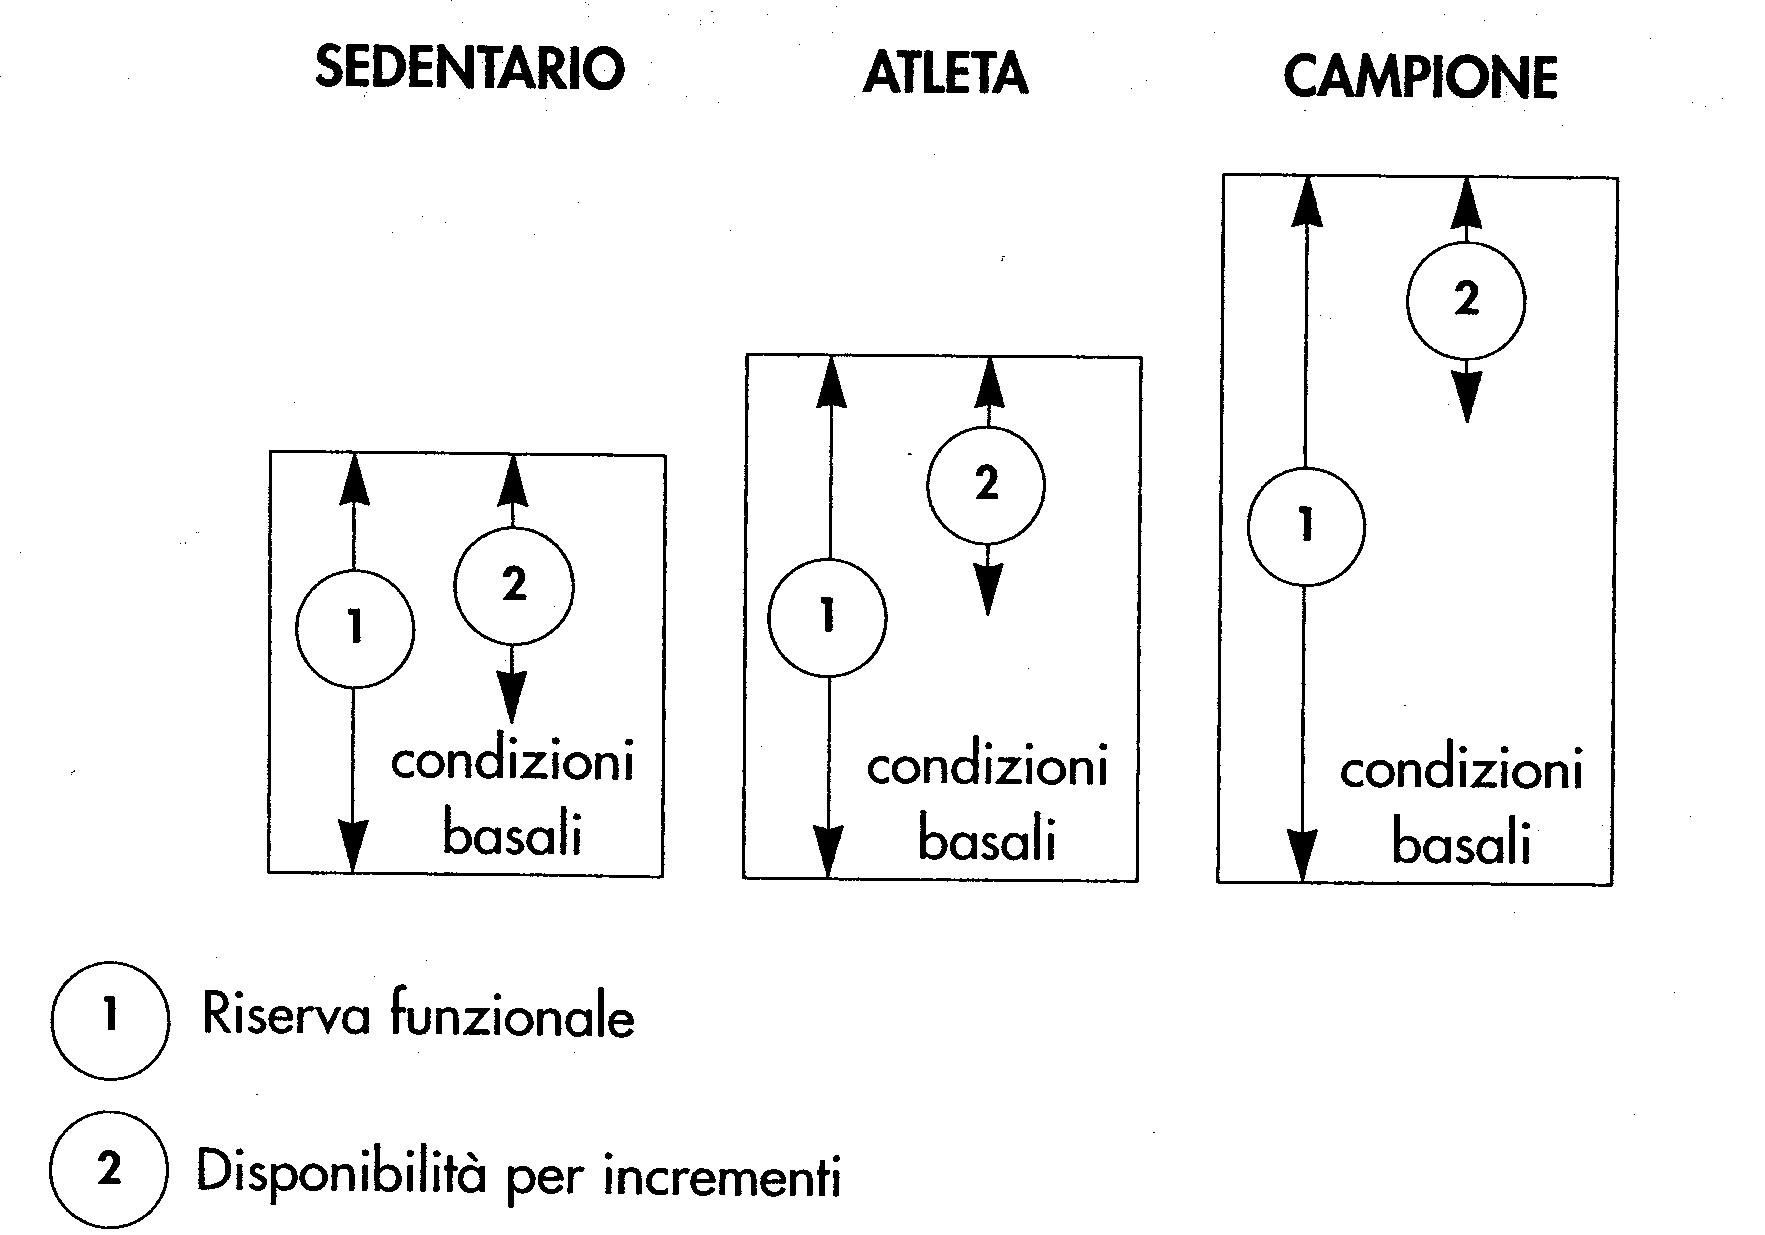 SEDENTARIO
ATLETA
CAMPIONE
1
2
condizioni
basali
1
2
condizioni
basali
1
2
condizioni
basali
1 Riserva funzionale
2 Disponibilità per incrementi